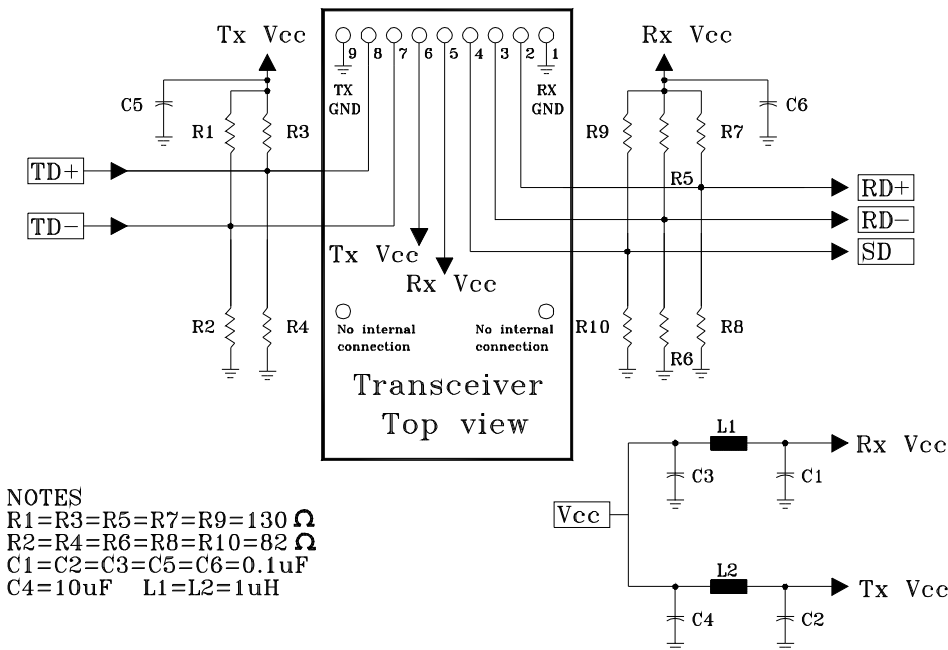 Tx Vcc
Rx Vcc
9 8 7 6 5 4 3 2 1
TX
GND
RX
GND
C5
R1
R3
R9
R7
C6
TD+
R5
RD+
TD-
RD-
SD
Tx Vcc
Rx Vcc
R2
R4
No internal
connection
No internal
connection
R10
R8
R6
Transceiver
Top view
L1
Rx Vcc
C3
C1
Vcc
L2
Tx Vcc
C4
C2
NOTES
R1=R3=R5=R7=R9=130 Ω
R2=R4=R6=R8=R10=82 Ω
C1=C2=C3=C5=C6=0.1uF
C4=10uF L1=L2=1uH